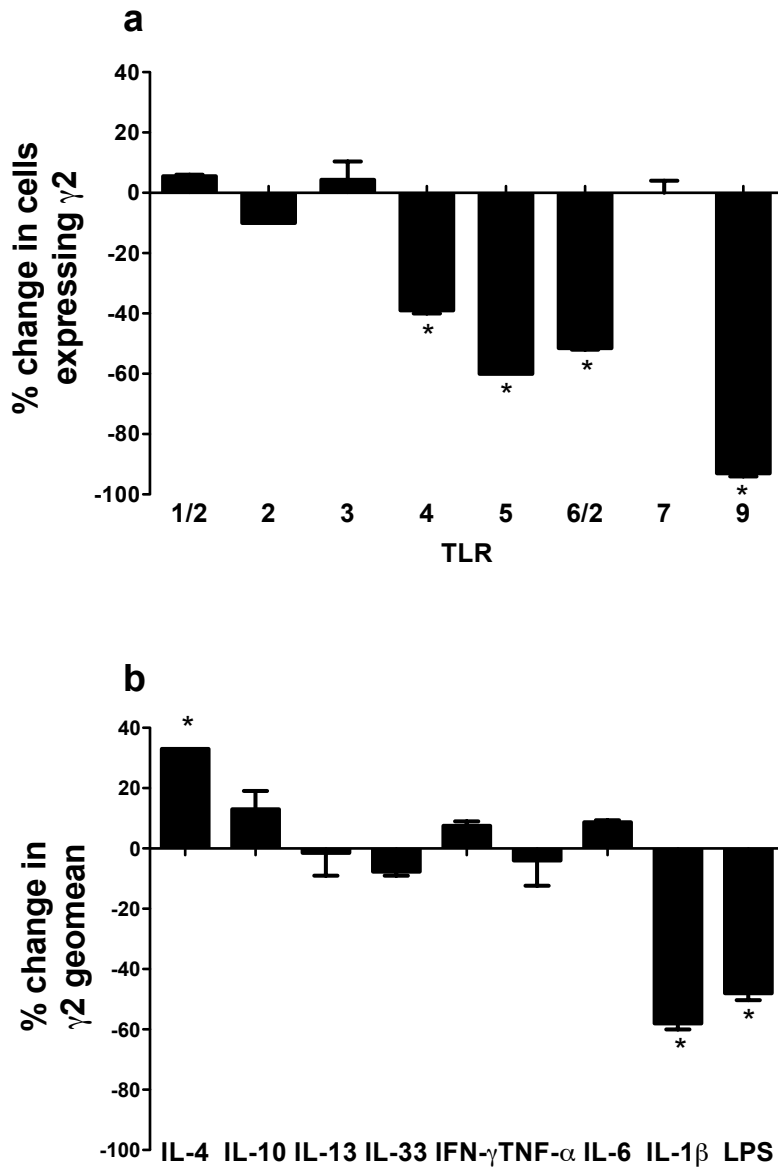 a
% change in cells
expressing γ2
40
20
0
-20
-40
-60
-80
-100
*
*
*
*
1/2 2 3 4 5 6/2 7 9
TLR
b
% change in
γ2 geomean
40
20
0
-20
-40
-60
-80
-100
*
*
*
IL-4 IL-10 IL-13 IL-33 IFN-γ TNF-α IL-6 IL-1β LPS